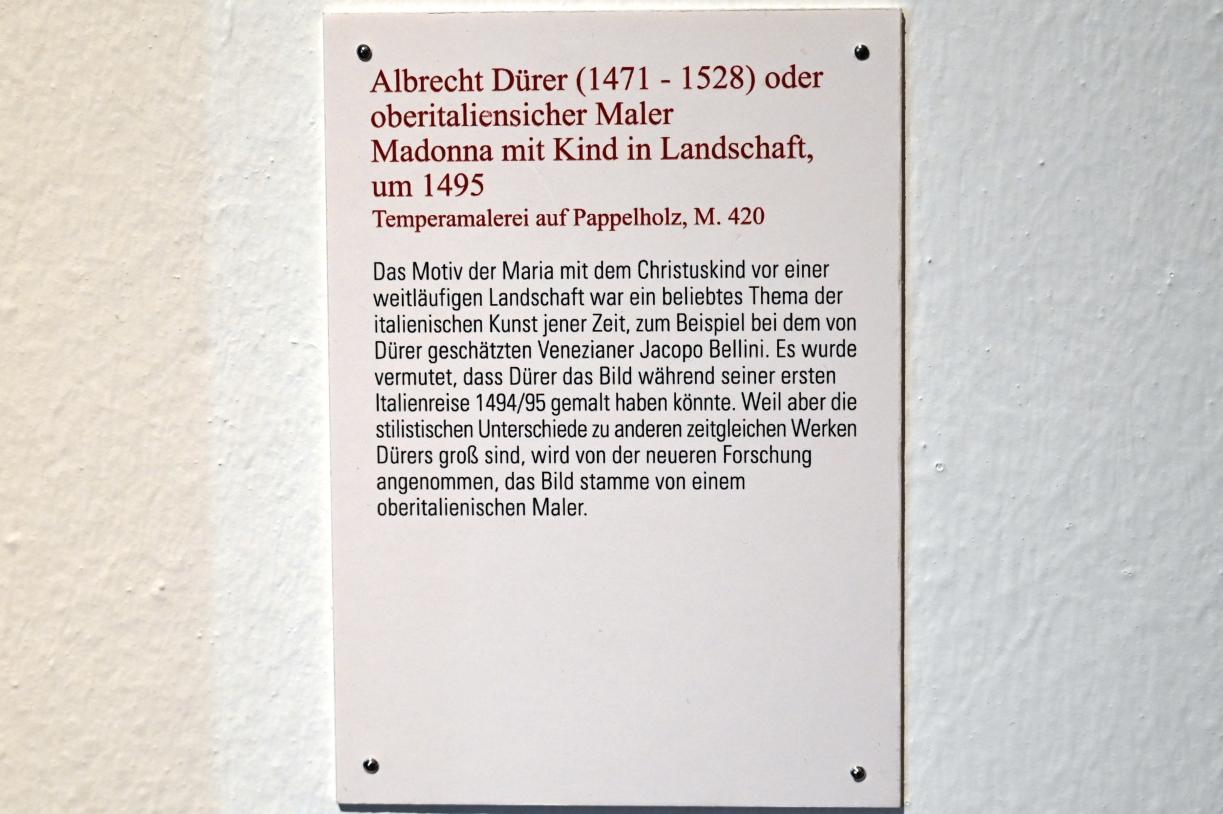 Albrecht Dürer (1471 - 1528) oder
oberitaliensicher Maler
Madonna mit Kind in Landschaft,
um 1495
Temperamalerei auf Pappelholz, M. 420
Das Motiv der Maria mit dem Christuskind vor einer
weitläufigen Landschaft war ein beliebtes Thema der
italienischen Kunst jener Zeit, zum Beispiel bei dem von
Dürer geschätzten Venezianer Jacopo Bellini. Es wurde
vermutet, dass Dürer das Bild während seiner ersten
Italienreise 1494/95 gemalt haben könnte. Weil aber die
stilistischen Unterschiede zu anderen zeitgleichen Werken
Dürers groß sind, wird von der neueren Forschung
angenommen, das Bild stamme von einem
oberitalienischen Maler.